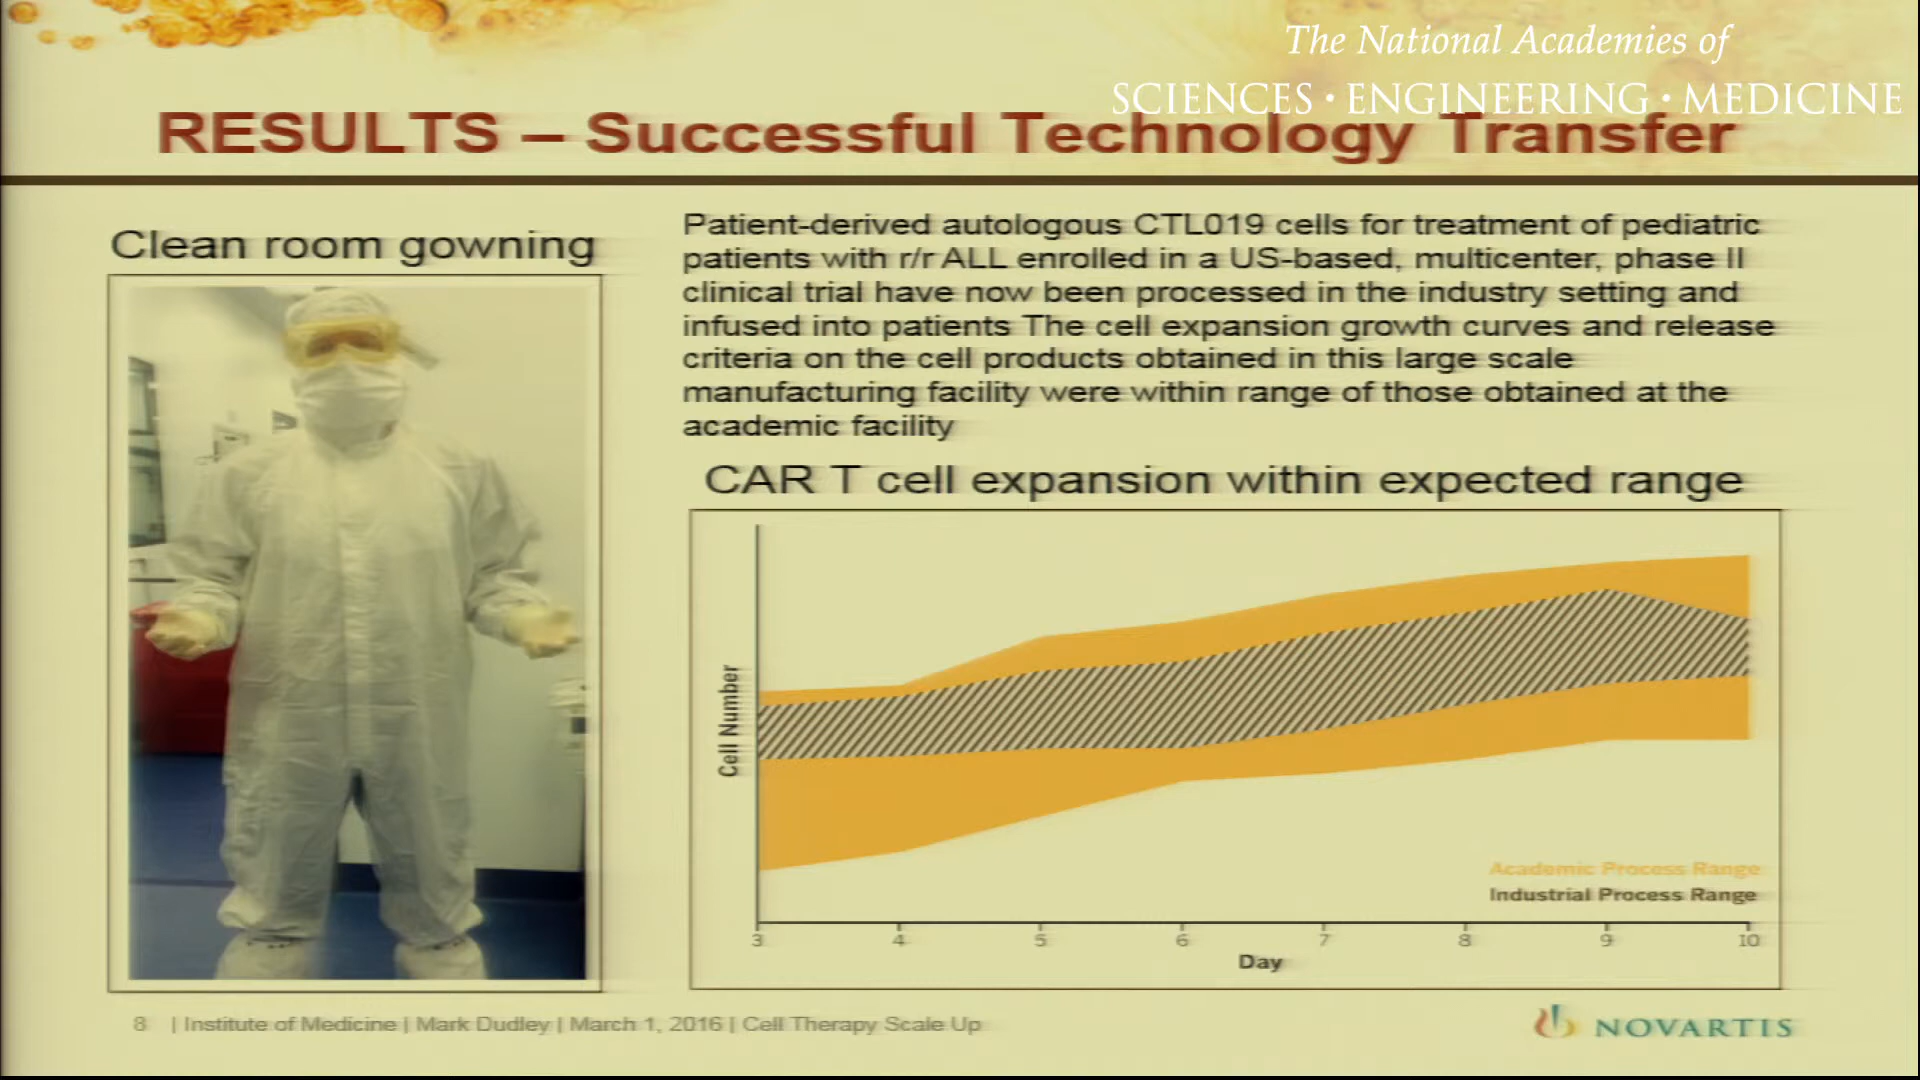 The National Academies of
SCIENCES • ENGINEERING • MEDICINE
RESULTS – Successful Technology Transfer
Clean room gowning
Patient-derived autologous CTL019 cells for treatment of pediatric
patients with r/r ALL enrolled in a US-based, multicenter, phase II
clinical trial have now been processed in the industry setting and
infused into patients The cell expansion growth curves and release
criteria on the cell products obtained in this large scale
manufacturing facility were within range of those obtained at the
academic facility
CAR T cell expansion within expected range
Cell Number
Academic Process Range
Industrial Process Range
3 4 5 6 7 8 9 10
Day
8 | Institute of Medicine | Mark Dudley | March 1, 2016 | Cell Therapy Scale Up
NOVARTIS